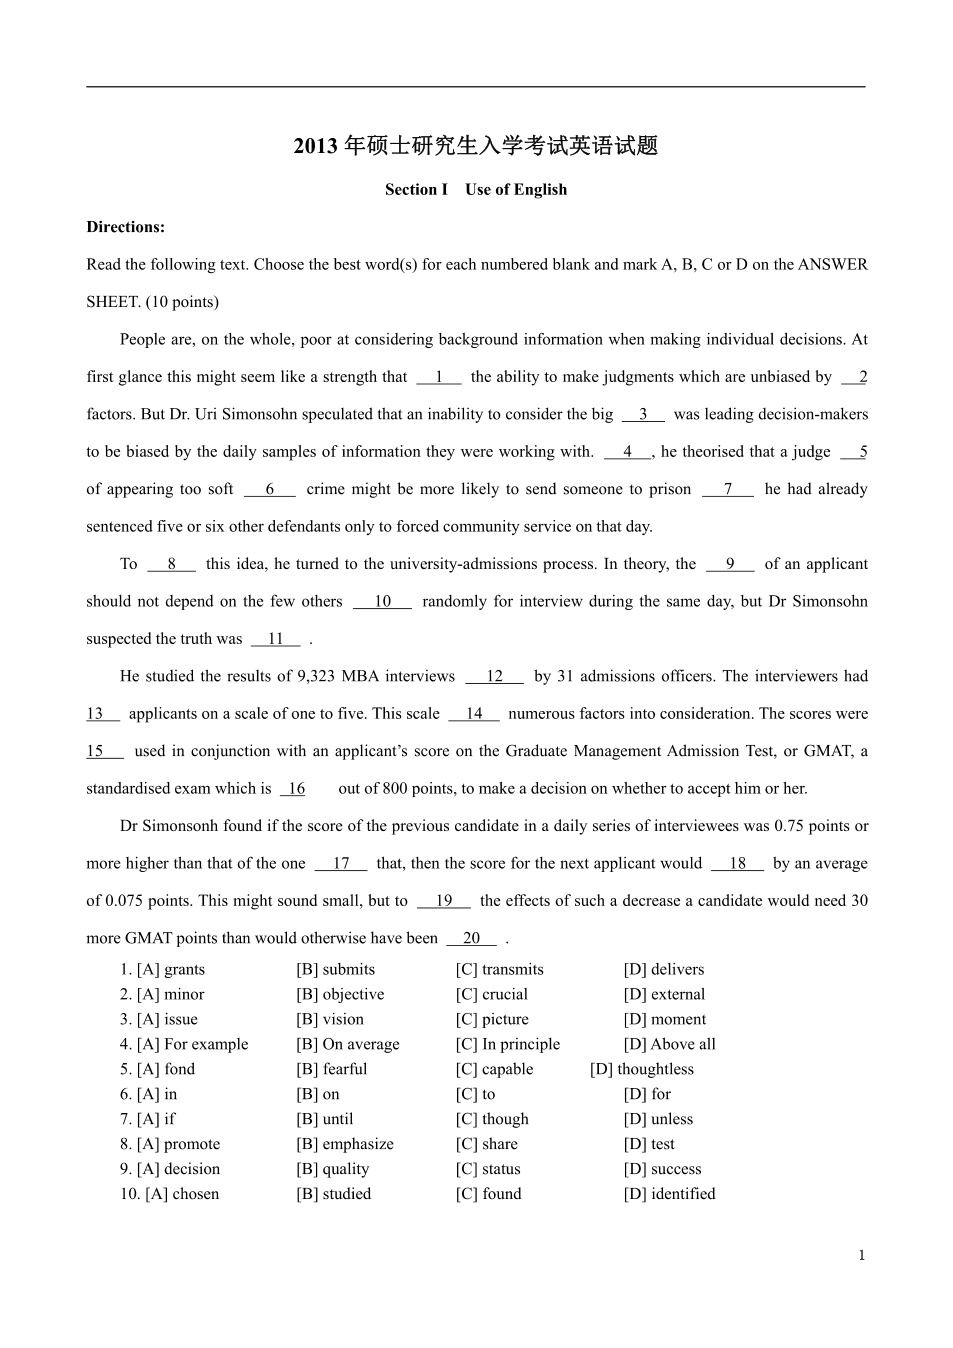 2013 年硕士研究生入学考试英语试题
Section I Use of English
Directions:
Read the following text. Choose the best word(s) for each numbered blank and mark A, B, C or D on the ANSWER
SHEET. (10 points)
People are, on the whole, poor at considering background information when making individual decisions. At
first glance this might seem like a strength that 1 the ability to make judgments which are unbiased by 2
factors. But Dr. Uri Simonsohn speculated that an inability to consider the big 3 was leading decision-makers
to be biased by the daily samples of information they were working with. 4 , he theorised that a judge 5
of appearing too soft 6 crime might be more likely to send someone to prison 7 he had already
sentenced five or six other defendants only to forced community service on that day.
To 8 this idea, he turned to the university-admissions process. In theory, the 9 of an applicant
should not depend on the few others 10 randomly for interview during the same day, but Dr Simonsohn
suspected the truth was 11 .
He studied the results of 9,323 MBA interviews 12 by 31 admissions officers. The interviewers had
13 applicants on a scale of one to five. This scale 14 numerous factors into consideration. The scores were
15 used in conjunction with an applicant's score on the Graduate Management Admission Test, or GMAT, a
standardised exam which is 16 out of 800 points, to make a decision on whether to accept him or her.
Dr Simonsonh found if the score of the previous candidate in a daily series of interviewees was 0.75 points or
more higher than that of the one 17 that, then the score for the next applicant would 18 by an average
of 0.075 points. This might sound small, but to 19 the effects of such a decrease a candidate would need 30
more GMAT points than would otherwise have been 20 .
1. [A] grants [B] submits [C] transmits [D] delivers
2. [A] minor [B] objective [C] crucial [D] external
3. [A] issue [B] vision [C] picture [D] moment
4. [A] For example [B] On average [C] In principle [D] Above all
5. [A] fond [B] fearful [C] capable [D] thoughtless
6. [A] in [B] on [C] to [D] for
7. [A] if [B] until [C] though [D] unless
8. [A] promote [B] emphasize [C] share [D] test
9. [A] decision [B] quality [C] status [D] success
10. [A] chosen [B] studied [C] found [D] identified
1